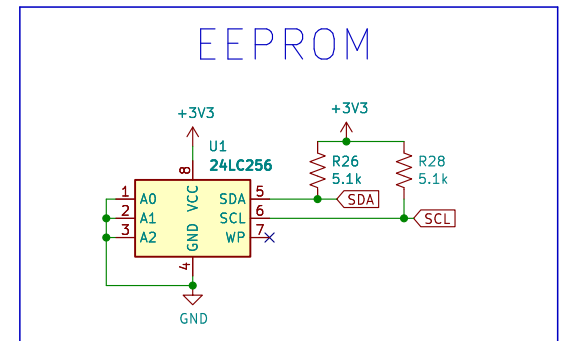 EEPROM
+3V3
+3V3
U1
24LC256
R26
5.1k
R28
5.1k
8
VCC
1 A0 SDA 5 SDA
2 A1 SCL 6 SCL
3 A2 WP 7
GND
4
GND